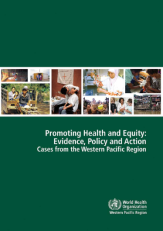 Promoting Health and Equity:
Evidence, Policy and Action
Cases from the Western Pacific Region
World Health
Organization
Western Pacific Region